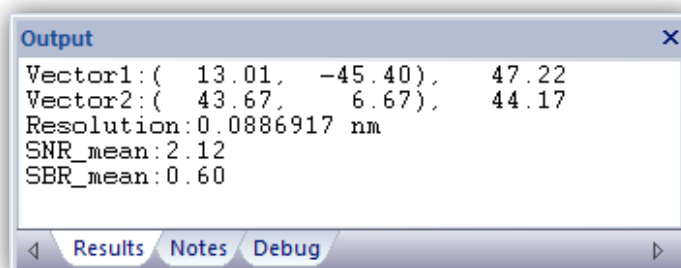 Output
Vector1:(  13.01,  -45.40),   47.22
Vector2:(  43.67,    6.67),   44.17
Resolution:0.0886917 nm
SNR_mean:2.12
SBR_mean:0.60
Results Notes Debug